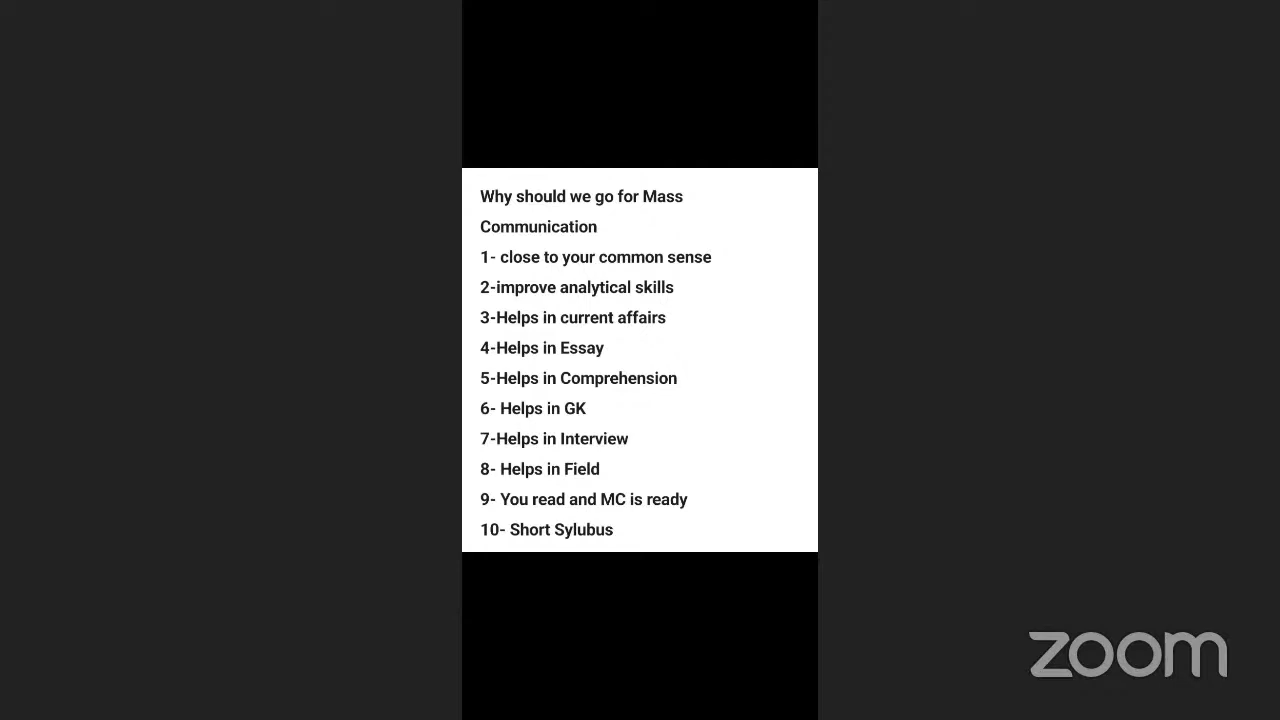 Why should we go for Mass
Communication
1- close to your common sense
2-improve analytical skills
3-Helps in current affairs
4-Helps in Essay
5-Helps in Comprehension
6- Helps in GK
7-Helps in Interview
8- Helps in Field
9- You read and MC is ready
10- Short Sylubus
zoom